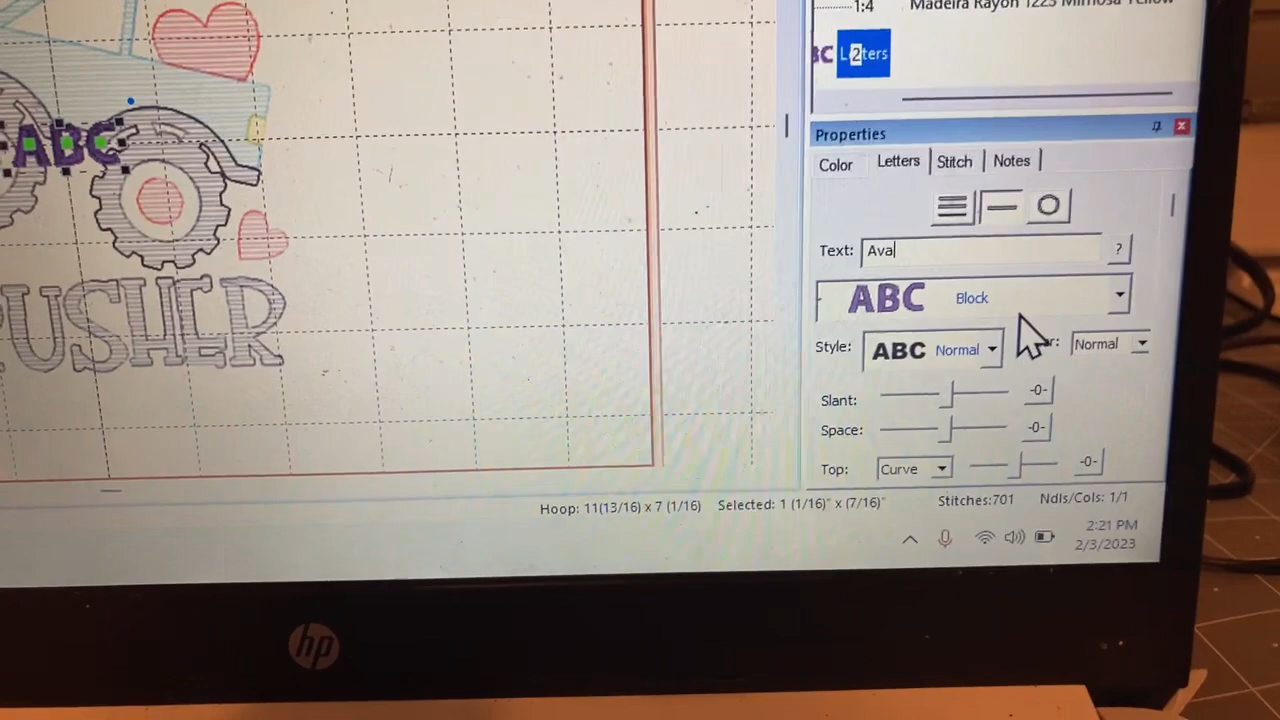 1:4 Madeira Rayon 1223 Mimosa Yellow
BC Letters
2
Properties
Color Letters Stitch Notes
Text: Ava ?
ABC Block
Style: ABC Normal Normal
Slant: -0-
Space: -0-
Top: Curve -0-
ABC
USHER
Hoop: 11(13/16) x 7 (1/16) Selected: 1 (1/16)" x (7/16)" Stitches:701 Ndls/Cols: 1/1
2:21 PM
2/3/2023
hp